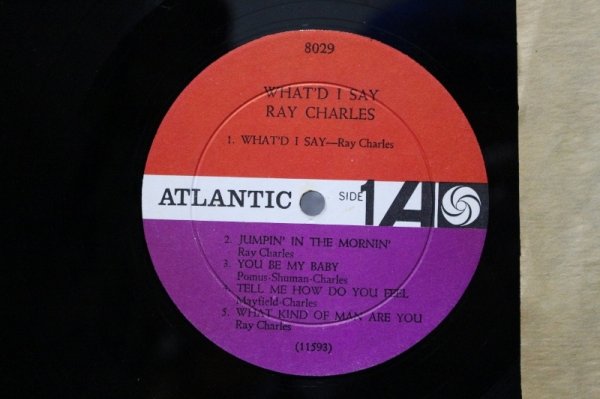 8029
WHAT'D I SAY
RAY CHARLES
1. WHAT'D I SAY—Ray Charles
ATLANTIC SIDE 1 A
2. JUMPIN' IN THE MORNIN'
Ray Charles
3. YOU BE MY BABY
Pomus-Shuman-Charles
4. TELL ME HOW DO YOU FEEL
Mayfield-Charles
5. WHAT KIND OF MAN ARE YOU
Ray Charles
(11593)